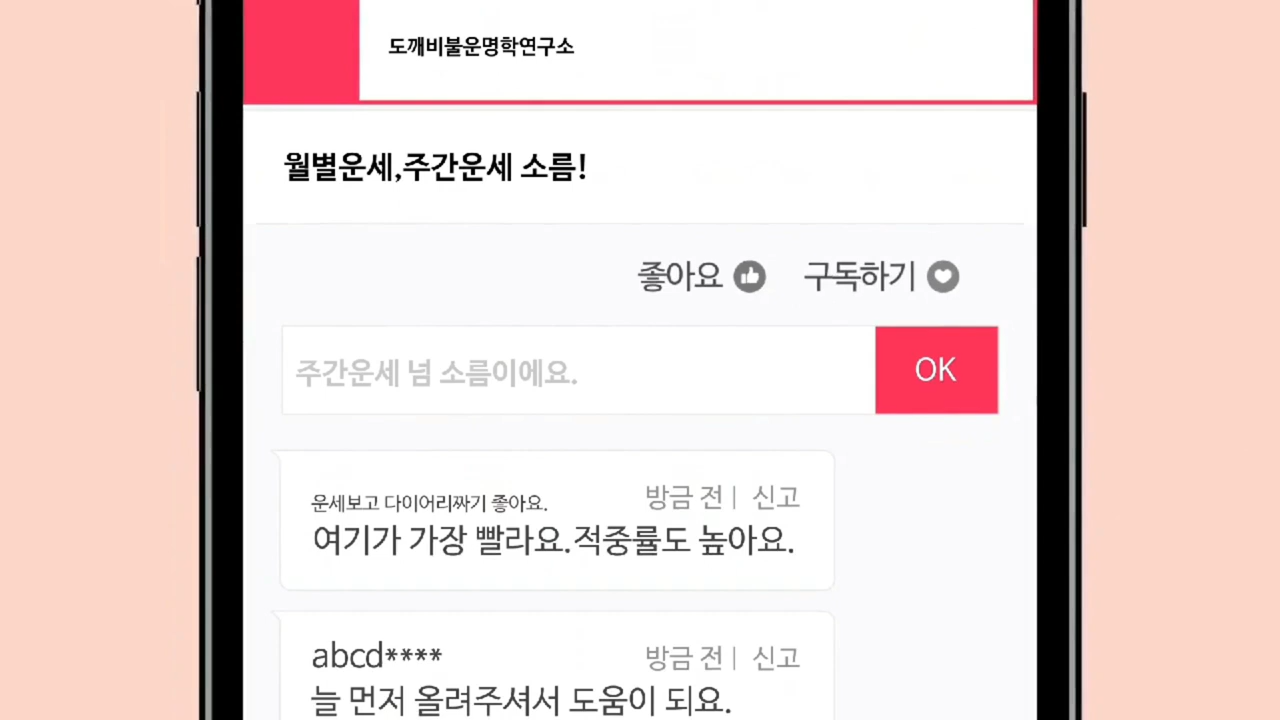 도깨비불운명학연구소
월별운세,주간운세 소름!
좋아요 구독하기
주간운세 넘 소름이에요. OK
운세보고 다이어리짜기 좋아요. 방금 전 | 신고
여기가 가장 빨라요.적중률도 높아요.
abcd**** 방금 전 | 신고
늘 먼저 올려주셔서 도움이 되요.